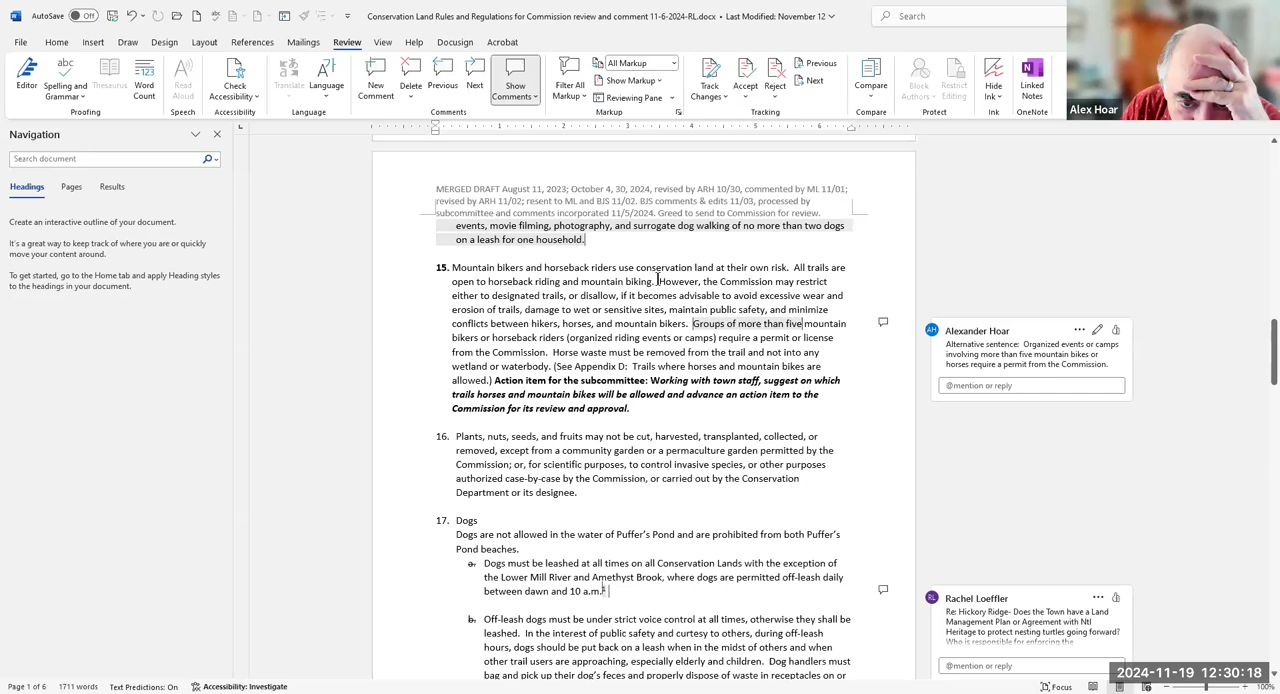 AutoSave Off
Conservation Land Rules and Regulations for Commission review and comment 11-6-2024-RL.docx • Last Modified: November 12
Search
File Home Insert Draw Design Layout References Mailings Review View Help Docusign Acrobat
Editor
Spelling and Grammar
Thesaurus
Word Count
Read Aloud
Check Accessibility
Translate
Language
New Comment
Delete
Previous
Next
Show Comments
Filter All Markup
All Markup
Show Markup
Reviewing Pane
Track Changes
Accept
Reject
Previous
Next
Compare
Block Authors
Restrict Editing
Hide Ink
Linked Notes
Proofing
Speech
Accessibility
Language
Comments
Markup
Tracking
Compare
Protect
Ink
OneNote
Alex Hoar
Navigation
Search document
Headings Pages Results
Create an interactive outline of your document.
It's a great way to keep track of where you are or quickly
move your content around.
To get started, go to the Home tab and apply Heading styles
to the headings in your document.
1 2 3 4 5 6
MERGED DRAFT August 11, 2023; October 4, 30, 2024, revised by ARH 10/30, commented by ML 11/01;
revised by ARH 11/02; resent to ML and BJS 11/02. BJS comments & edits 11/03, processed by
subcommittee and comments incorporated 11/5/2024. Greed to send to Commission for review.
events, movie filming, photography, and surrogate dog walking of no more than two dogs
on a leash for one household.
15. Mountain bikers and horseback riders use conservation land at their own risk. All trails are
open to horseback riding and mountain biking. However, the Commission may restrict
either to designated trails, or disallow, if it becomes advisable to avoid excessive wear and
erosion of trails, damage to wet or sensitive sites, maintain public safety, and minimize
conflicts between hikers, horses, and mountain bikers. Groups of more than five mountain
bikers or horseback riders (organized riding events or camps) require a permit or license
from the Commission. Horse waste must be removed from the trail and not into any
wetland or waterbody. (See Appendix D: Trails where horses and mountain bikes are
allowed.) Action item for the subcommittee: Working with town staff, suggest on which
trails horses and mountain bikes will be allowed and advance an action item to the
Commission for its review and approval.
16. Plants, nuts, seeds, and fruits may not be cut, harvested, transplanted, collected, or
removed, except from a community garden or a permaculture garden permitted by the
Commission; or, for scientific purposes, to control invasive species, or other purposes
authorized case-by-case by the Commission, or carried out by the Conservation
Department or its designee.
17. Dogs
Dogs are not allowed in the water of Puffer's Pond and are prohibited from both Puffer's
Pond beaches.
a. Dogs must be leashed at all times on all Conservation Lands with the exception of
the Lower Mill River and Amethyst Brook, where dogs are permitted off-leash daily
between dawn and 10 a.m.
b. Off-leash dogs must be under strict voice control at all times, otherwise they shall be
leashed. In the interest of public safety and curtesy to others, during off-leash
hours, dogs should be put back on a leash when in the midst of others and when
other trail users are approaching, especially elderly and children. Dog handlers must
bag and pick up their dog's feces and properly dispose of waste in receptacles on or
AH Alexander Hoar
Alternative sentence: Organized events or camps
involving more than five mountain bikes or
horses require a permit from the Commission.
@mention or reply
RL Rachel Loeffler
Re: Hickory Ridge- Does the Town have a Land
Management Plan or Agreement with Ntl
Heritage to protect nesting turtles going forward?
Who is responsible for enforcing the
@mention or reply
2024-11-19 12:30:18
Page 1 of 6 1711 words Text Predictions: On Accessibility: Investigate
Focus
100%